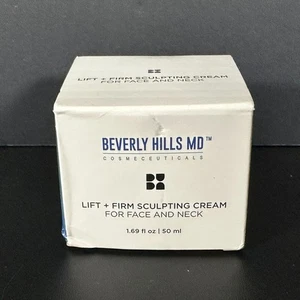 LIFT + FIRM SCULPTING CREAM
FOR FACE AND NECK
BEVERLY HILLS MD™
COSMECEUTICALS
LIFT + FIRM SCULPTING CREAM
FOR FACE AND NECK
1.69 fl oz | 50 ml